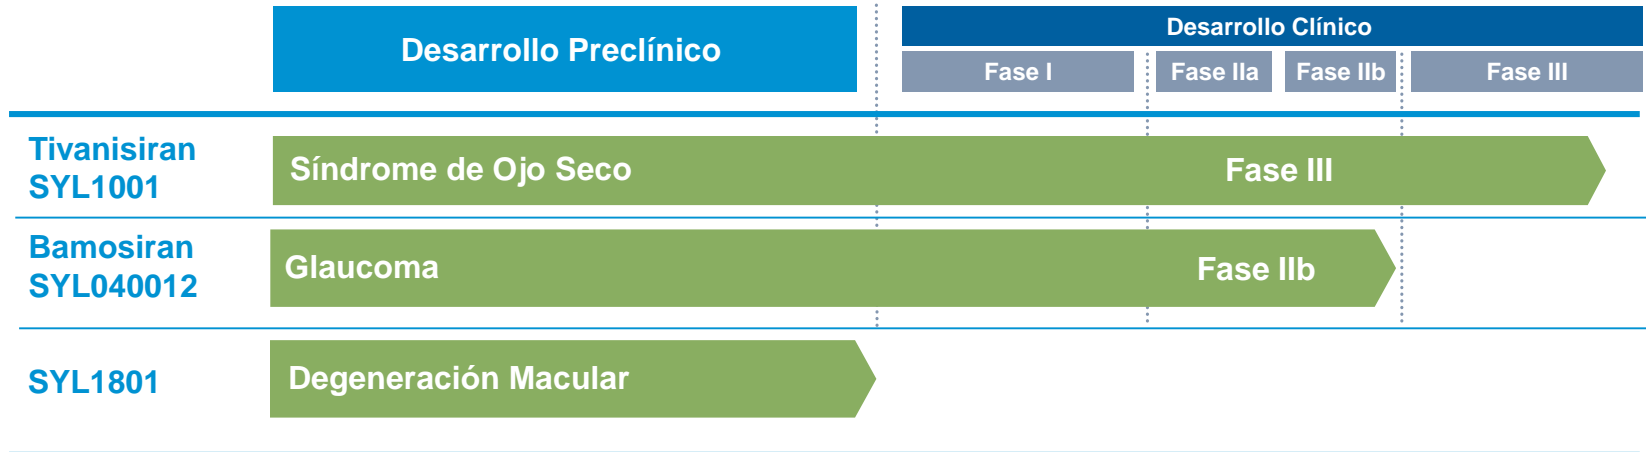 Desarrollo Preclínico
Desarrollo Clínico
Fase I
Fase IIa
Fase IIb
Fase III
Tivanisiran
SYL1001
Síndrome de Ojo Seco
Fase III
Bamosiran
SYL040012
Glaucoma
Fase IIb
SYL1801
Degeneración Macular